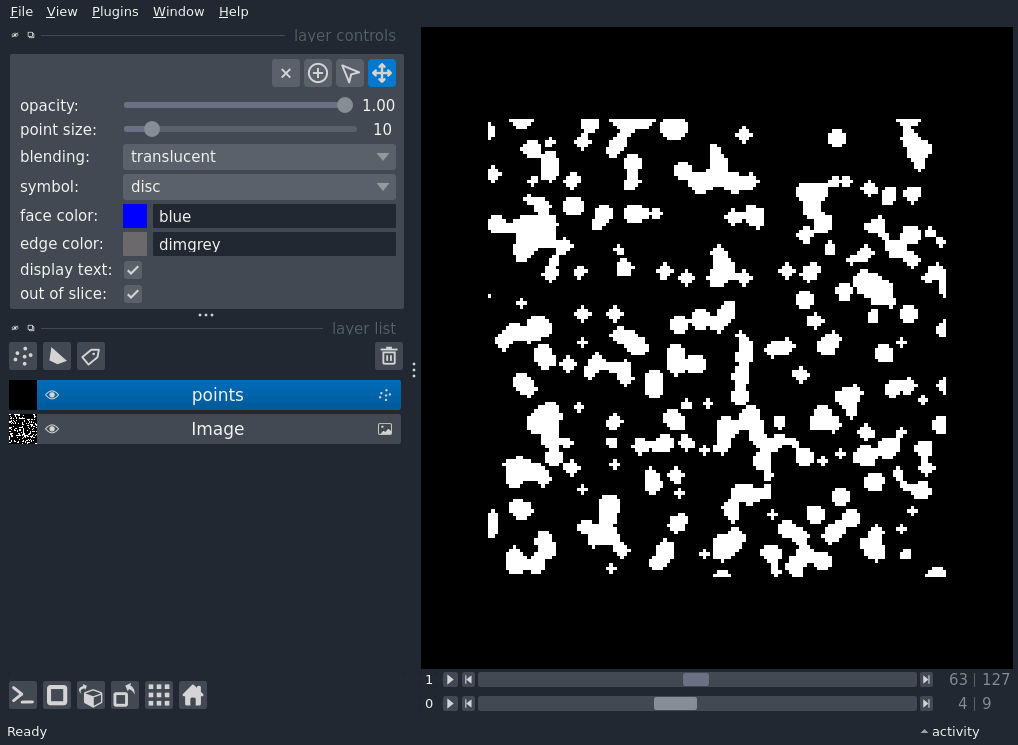 File View Plugins Window Help
layer controls
opacity: 1.00
point size: 10
blending: translucent
symbol: disc
face color: blue
edge color: dimgrey
display text:
out of slice:
layer list
points
Image
1 63 | 127
0 4 | 9
Ready activity